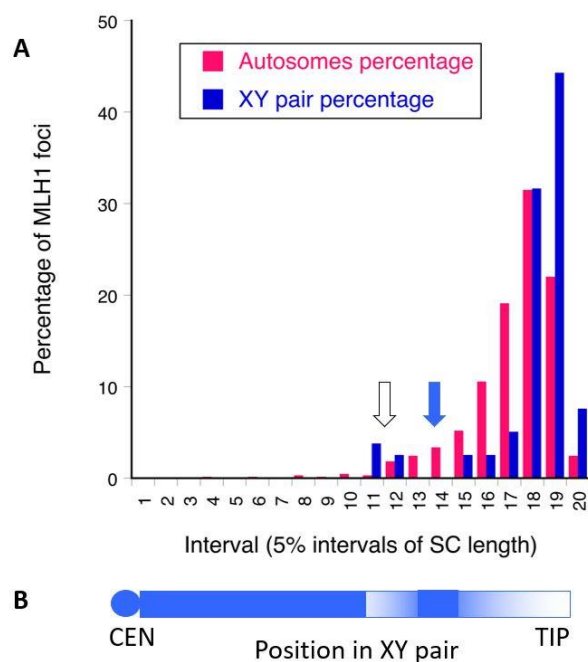 A
50
40
30
20
10
0
Percentage of MLH1 foci
Autosomes percentage
XY pair percentage
1 2 3 4 5 6 7 8 9 10 11 12 13 14 15 16 17 18 19 20
Interval (5% intervals of SC length)
B
CEN Position in XY pair TIP